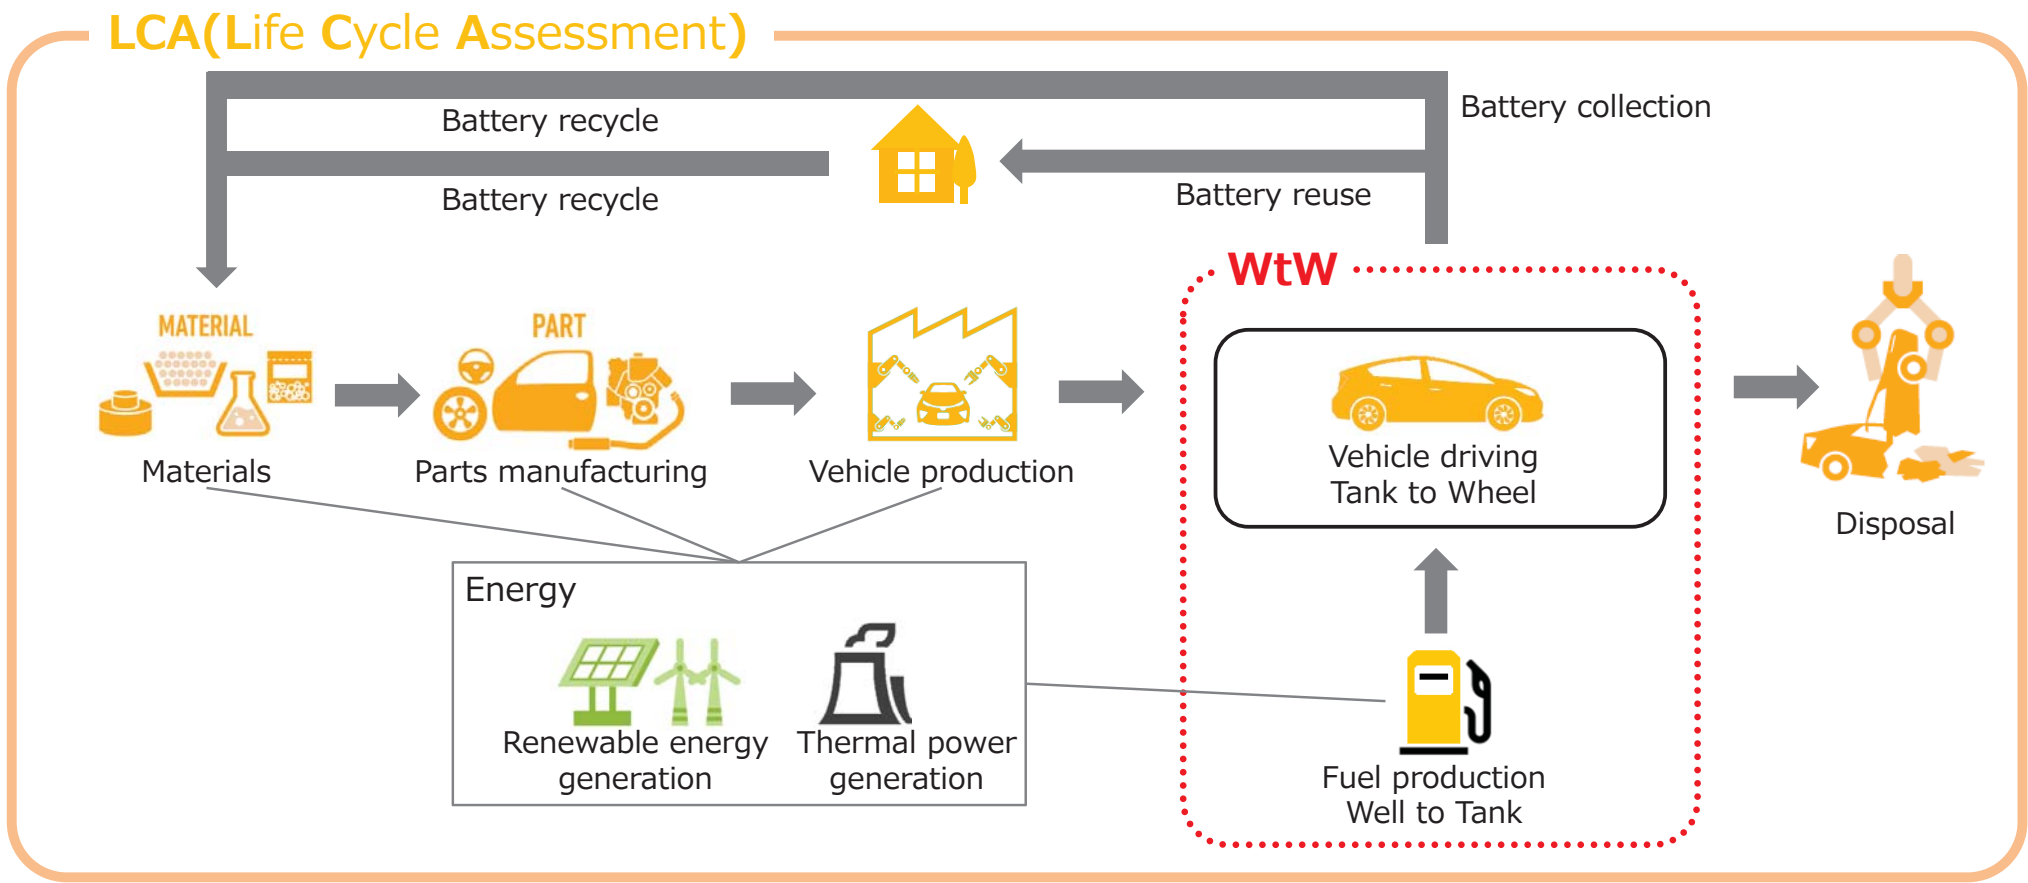 LCA(Life Cycle Assessment)
Battery recycle
Battery collection
Battery recycle
Battery reuse
WtW
MATERIAL
PART
Materials
Parts manufacturing
Vehicle production
Vehicle driving
Tank to Wheel
Disposal
Energy
Renewable energy
generation
Thermal power
generation
Fuel production
Well to Tank